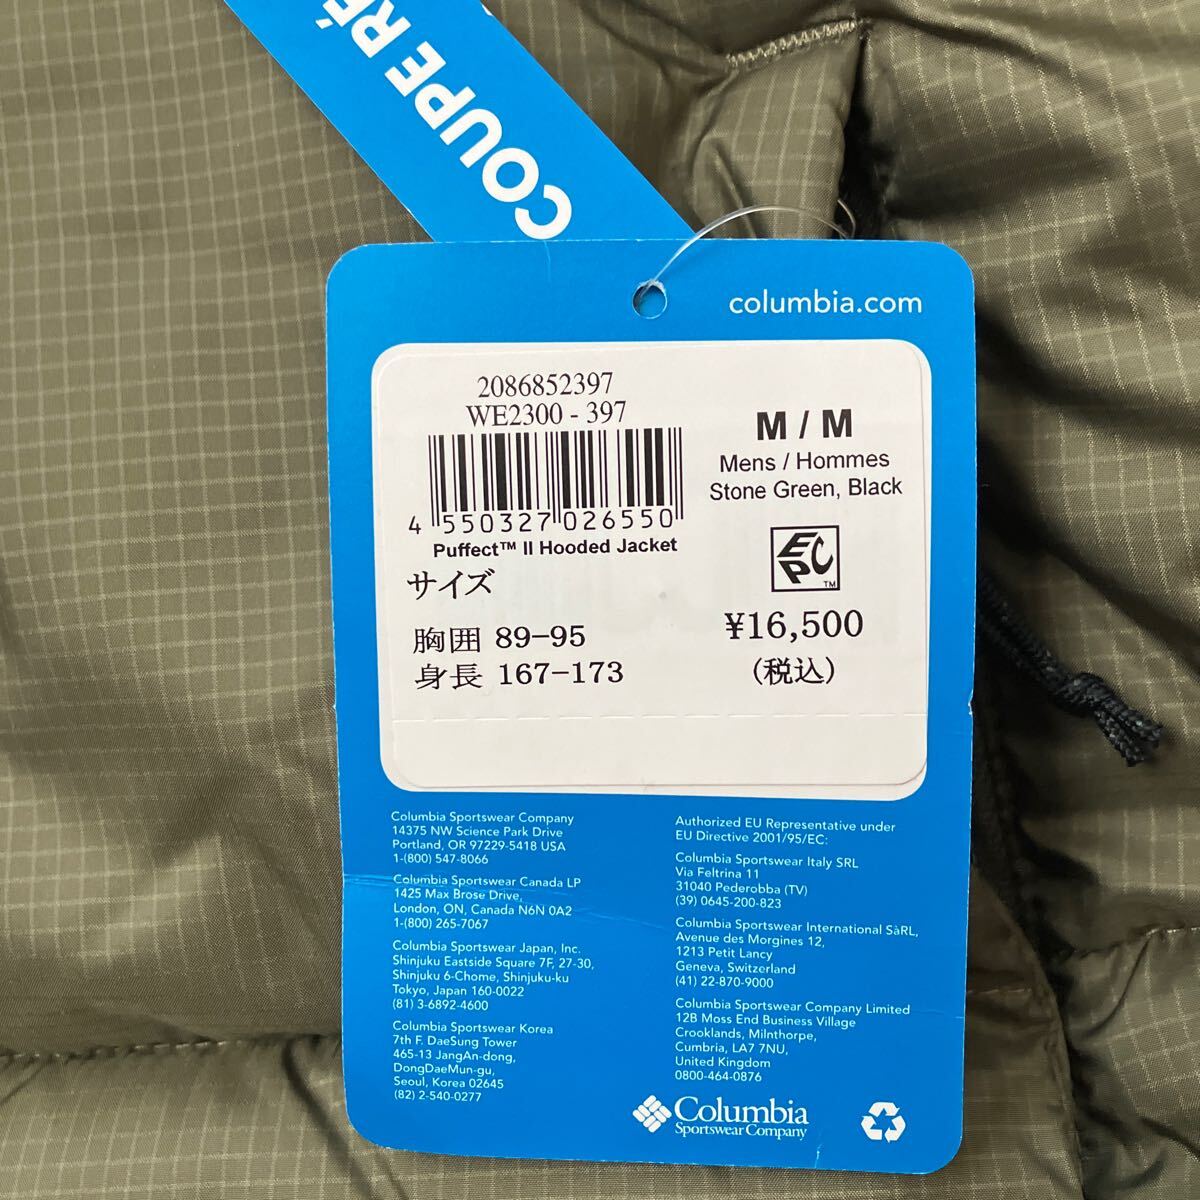 COUPE RÉ
columbia.com
2086852397
WE2300 - 397
4 550327 026550
Puffect™ II Hooded Jacket
M / M
Mens / Hommes
Stone Green, Black
EPC
TM
サイズ
胸囲 89-95
身長 167-173
¥16,500
(税込)
Columbia Sportswear Company
14375 NW Science Park Drive
Portland, OR 97229-5418 USA
1-(800) 547-8066
Columbia Sportswear Canada LP
1425 Max Brose Drive,
London, ON, Canada N6N 0A2
1-(800) 265-7067
Columbia Sportswear Japan, Inc.
Shinjuku Eastside Square 7F, 27-30,
Shinjuku 6-Chome, Shinjuku-ku
Tokyo, Japan 160-0022
(81) 3-6892-4600
Columbia Sportswear Korea
7th F. DaeSung Tower
465-13 JangAn-dong,
DongDaeMun-gu,
Seoul, Korea 02645
(82) 2-540-0277
Authorized EU Representative under
EU Directive 2001/95/EC:
Columbia Sportswear Italy SRL
Via Feltrina 11
31040 Pederobba (TV)
(39) 0645-200-823
Columbia Sportswear International SàRL,
Avenue des Morgines 12,
1213 Petit Lancy
Geneva, Switzerland
(41) 22-870-9000
Columbia Sportswear Company Limited
12B Moss End Business Village
Crooklands, Milnthorpe,
Cumbria, LA7 7NU,
United Kingdom
0800-464-0876
Columbia
Sportswear Company